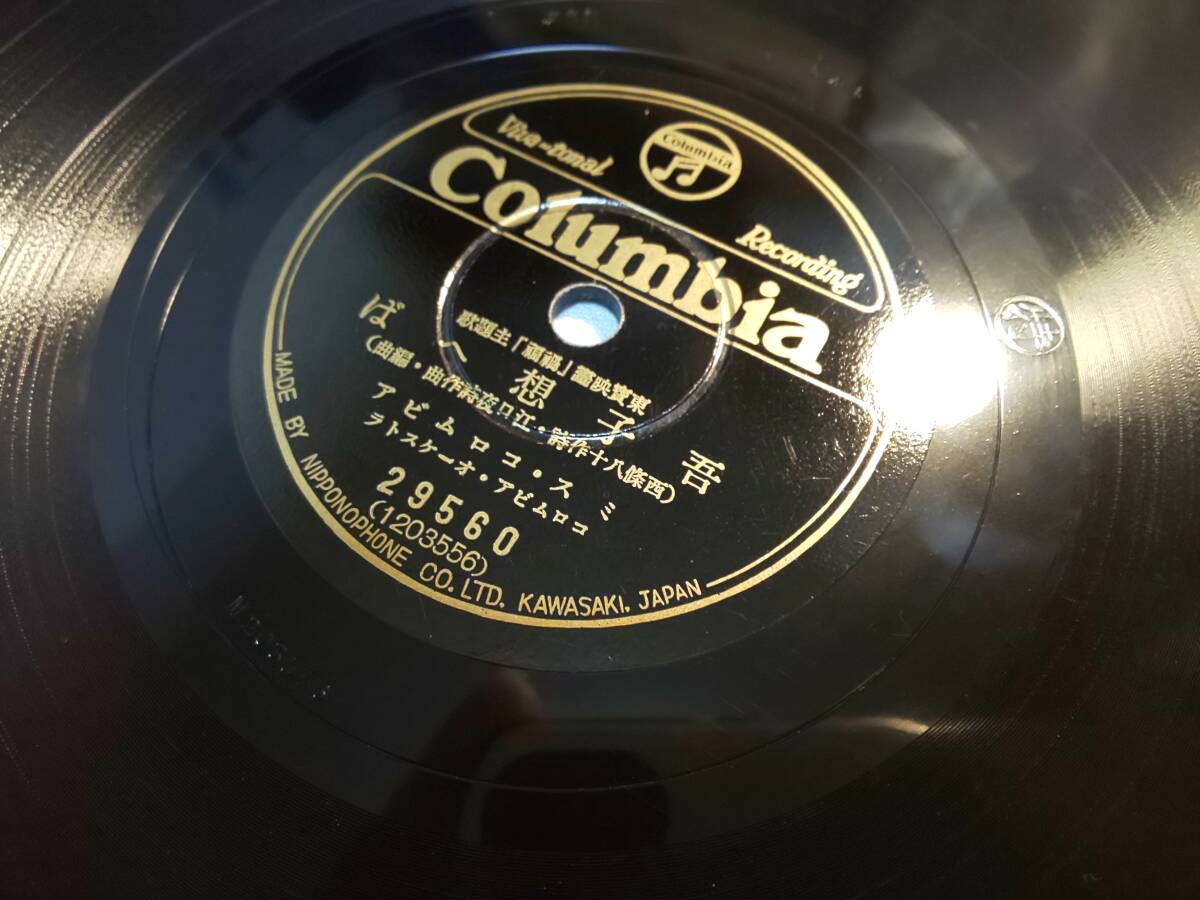 Columbia
Viva-tonal Recording
Columbia
東寶映畫「禍福」主題歌
吾子想へば
(西條八十作詩・江口夜詩作曲・編曲)
ミス・コロムビア
コロムビア・オーケストラ
29560
(1203556)
MADE BY NIPPONOPHONE CO. LTD. KAWASAKI. JAPAN